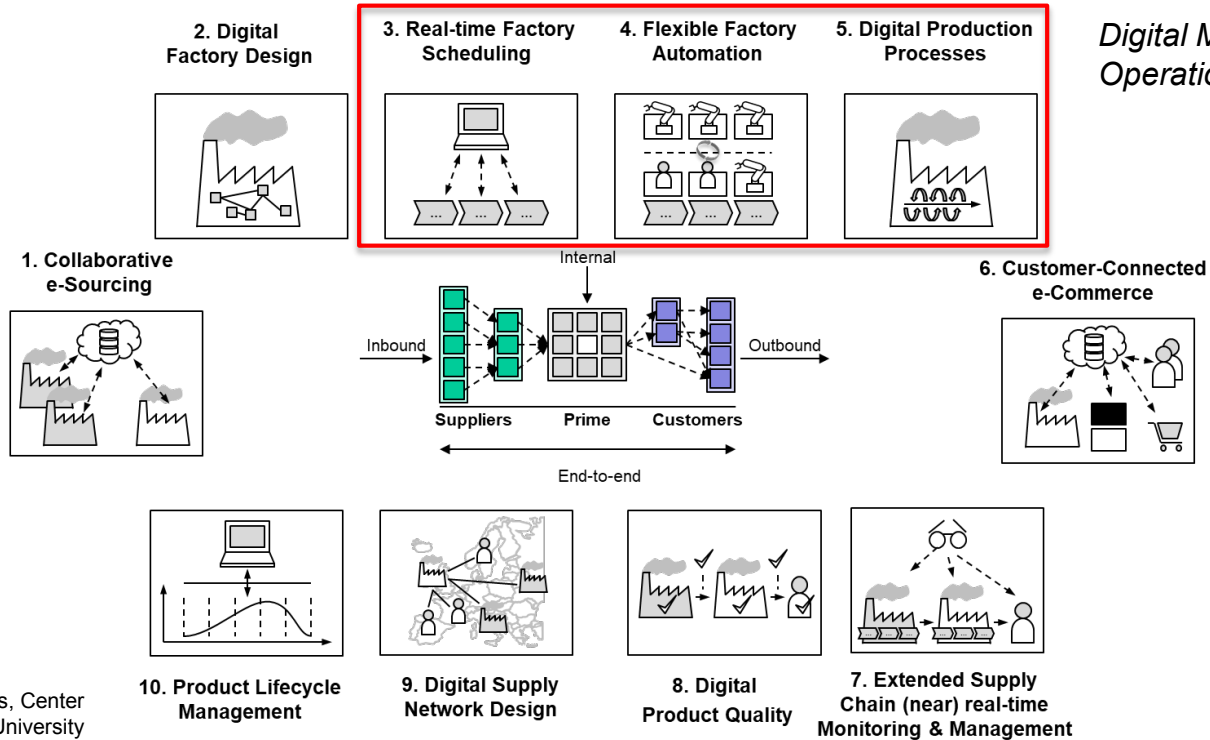 2. Digital
Factory Design
3. Real-time Factory
Scheduling
4. Flexible Factory
Automation
5. Digital Production
Processes
Digital M
Operatio
... ... ...
... ... ...
1. Collaborative
e-Sourcing
Internal
Inbound
Outbound
Suppliers Prime Customers
End-to-end
6. Customer-Connected
e-Commerce
10. Product Lifecycle
Management
9. Digital Supply
Network Design
8. Digital
Product Quality
... ... ... ... ... ...
7. Extended Supply
Chain (near) real-time
Monitoring & Management
s, Center
University